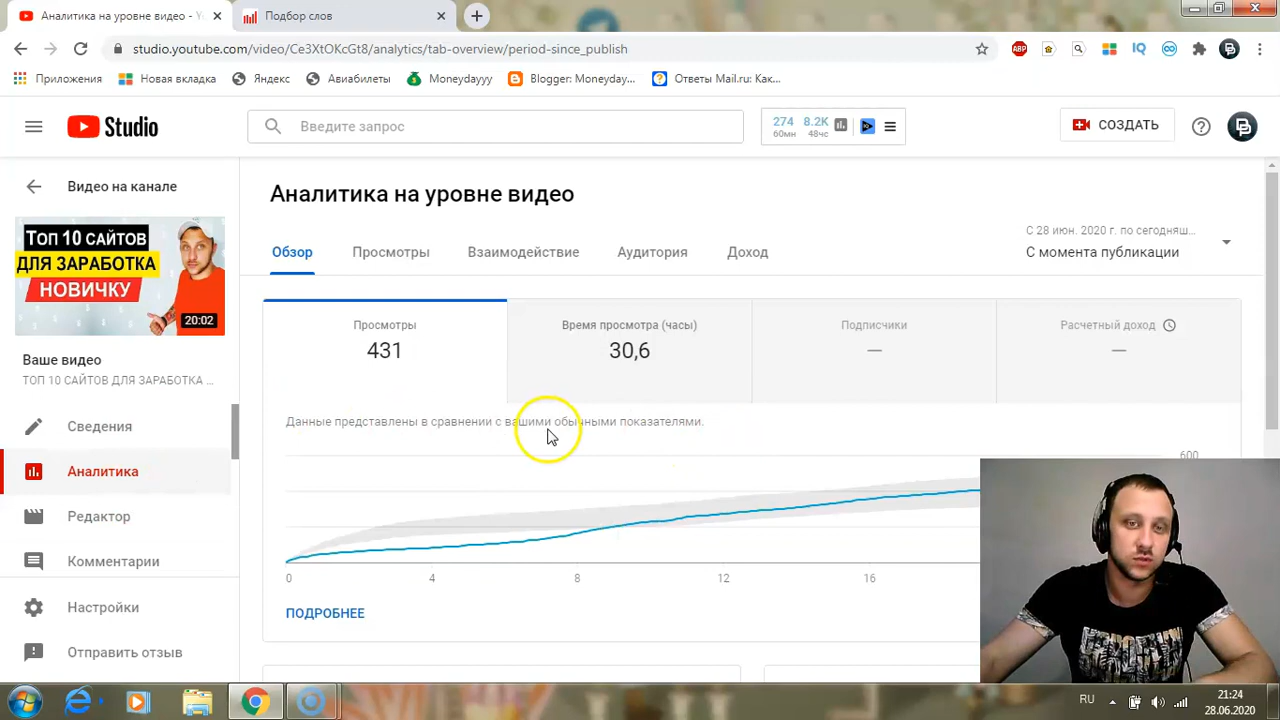 Аналитика на уровне видео - Yo
Подбор слов
studio.youtube.com/video/Ce3XtOKcGt8/analytics/tab-overview/period-since_publish
ABP
IQ
Приложения
Новая вкладка
Яндекс
Авиабилеты
Moneydayyy
Blogger: Moneyday...
Ответы Mail.ru: Как...
Studio
Введите запрос
274 8.2K
60мн 48чс
СОЗДАТЬ
Видео на канале
Аналитика на уровне видео
ТОП 10 САЙТОВ
ДЛЯ ЗАРАБОТКА
НОВИЧКУ
20:02
С 28 июн. 2020 г. по сегодняш...
Обзор
Просмотры
Взаимодействие
Аудитория
Доход
С момента публикации
Просмотры
431
Время просмотра (часы)
30,6
Подписчики
—
Расчетный доход
—
Ваше видео
ТОП 10 САЙТОВ ДЛЯ ЗАРАБОТКА ...
Сведения
Аналитика
Редактор
Комментарии
Настройки
Отправить отзыв
Данные представлены в сравнении с вашими обычными показателями.
600
0 4 8 12 16
ПОДРОБНЕЕ
RU
21:24
28.06.2020